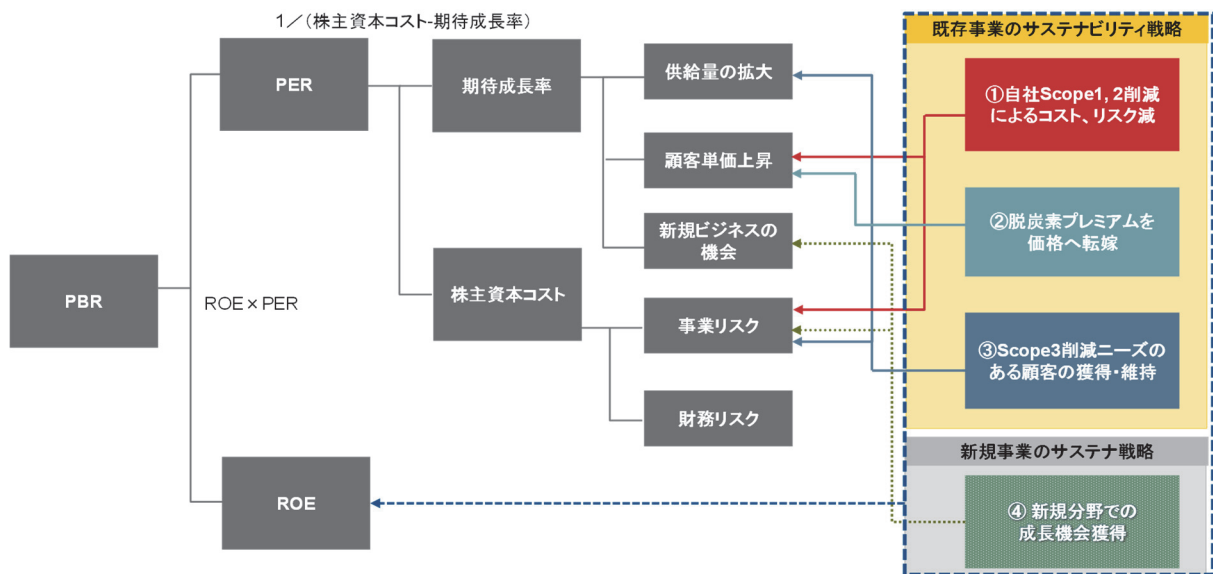 1／(株主資本コスト-期待成長率)
PER
期待成長率
供給量の拡大
顧客単価上昇
新規ビジネスの
機会
PBR
ROE×PER
株主資本コスト
事業リスク
財務リスク
ROE
既存事業のサステナビリティ戦略
①自社Scope1, 2削減
によるコスト、リスク減
②脱炭素プレミアムを
価格へ転嫁
③Scope3削減ニーズの
ある顧客の獲得・維持
新規事業のサステナ戦略
④ 新規分野での
成長機会獲得